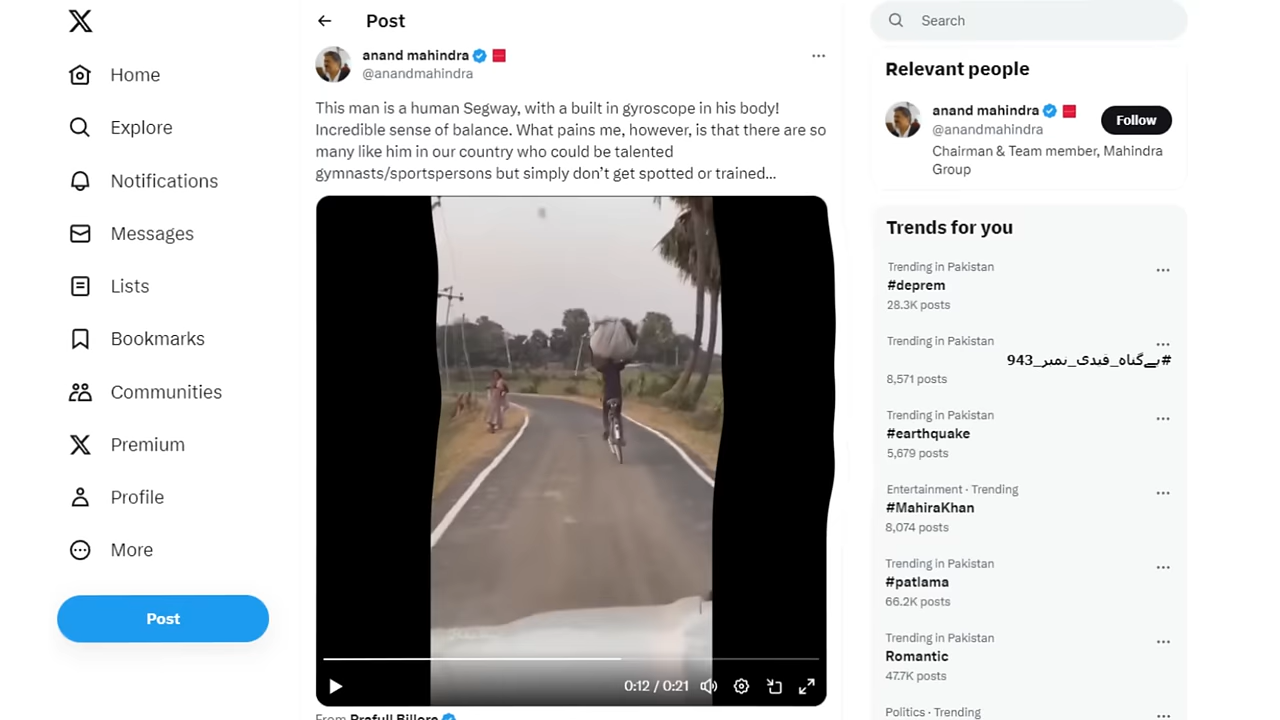 Home
Explore
Notifications
Messages
Lists
Bookmarks
Communities
Premium
Profile
More
Post
Post
anand mahindra
@anandmahindra
This man is a human Segway, with a built in gyroscope in his body!
Incredible sense of balance. What pains me, however, is that there are so
many like him in our country who could be talented
gymnasts/sportspersons but simply don’t get spotted or trained…
0:12 / 0:21
From Prafull Billore
Search
Relevant people
anand mahindra
@anandmahindra
Follow
Chairman & Team member, Mahindra
Group
Trends for you
Trending in Pakistan
#deprem
28.3K posts
Trending in Pakistan
#بےگناہ_قیدی_نمبر_943
8,571 posts
Trending in Pakistan
#earthquake
5,679 posts
Entertainment · Trending
#MahiraKhan
8,074 posts
Trending in Pakistan
#patlama
66.2K posts
Trending in Pakistan
Romantic
47.7K posts
Politics · Trending